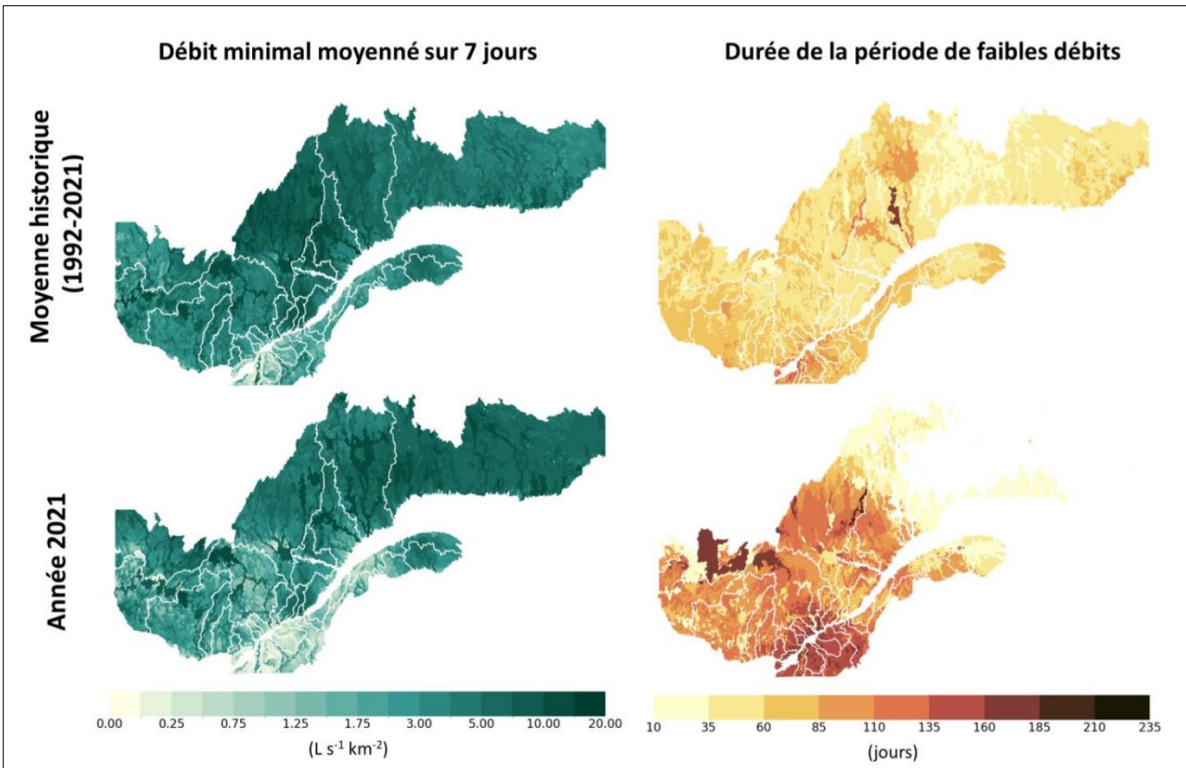 Débit minimal moyenné sur 7 jours
Durée de la période de faibles débits
Moyenne historique
(1992-2021)
Année 2021
0.00 0.25 0.75 1.25 1.75 3.00 5.00 10.00 20.00
(L s⁻¹ km⁻²)
10 35 60 85 110 135 160 185 210 235
(jours)